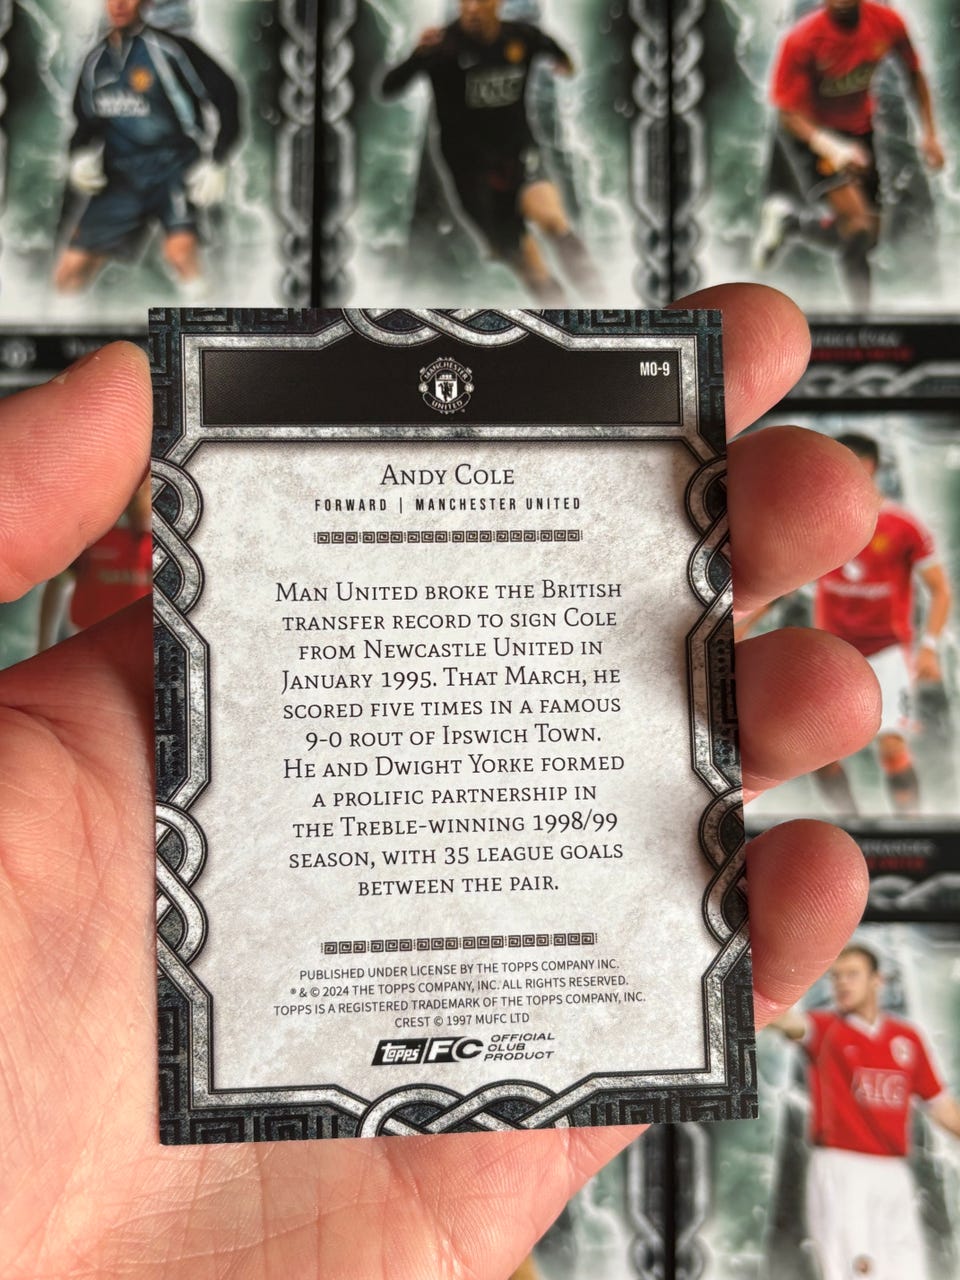 MO-9
MANCHESTER
UNITED
ANDY COLE
FORWARD | MANCHESTER UNITED
MAN UNITED BROKE THE BRITISH
TRANSFER RECORD TO SIGN COLE
FROM NEWCASTLE UNITED IN
JANUARY 1995. THAT MARCH, HE
SCORED FIVE TIMES IN A FAMOUS
9-0 ROUT OF IPSWICH TOWN.
HE AND DWIGHT YORKE FORMED
A PROLIFIC PARTNERSHIP IN
THE TREBLE-WINNING 1998/99
SEASON, WITH 35 LEAGUE GOALS
BETWEEN THE PAIR.
PUBLISHED UNDER LICENSE BY THE TOPPS COMPANY INC.
® & © 2024 THE TOPPS COMPANY, INC. ALL RIGHTS RESERVED.
TOPPS IS A REGISTERED TRADEMARK OF THE TOPPS COMPANY, INC.
CREST © 1997 MUFC LTD
topps FC OFFICIAL
CLUB
PRODUCT
AIG